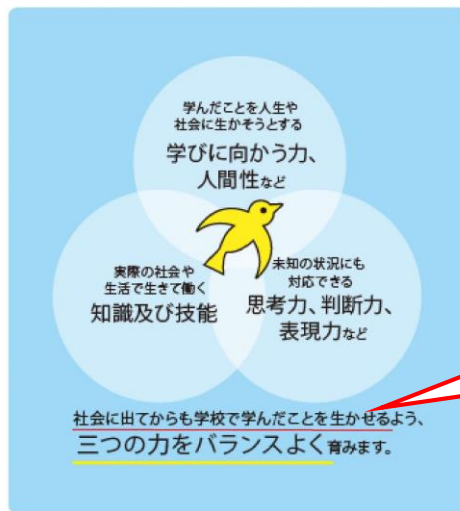 学んだことを人生や
社会に生かそうとする
学びに向かう力、
人間性など
実際の社会や
生活で生きて働く
知識及び技能
未知の状況にも
対応できる
思考力、判断力、
表現力など
社会に出てからも学校で学んだことを生かせるよう、
三つの力をバランスよく育みます。